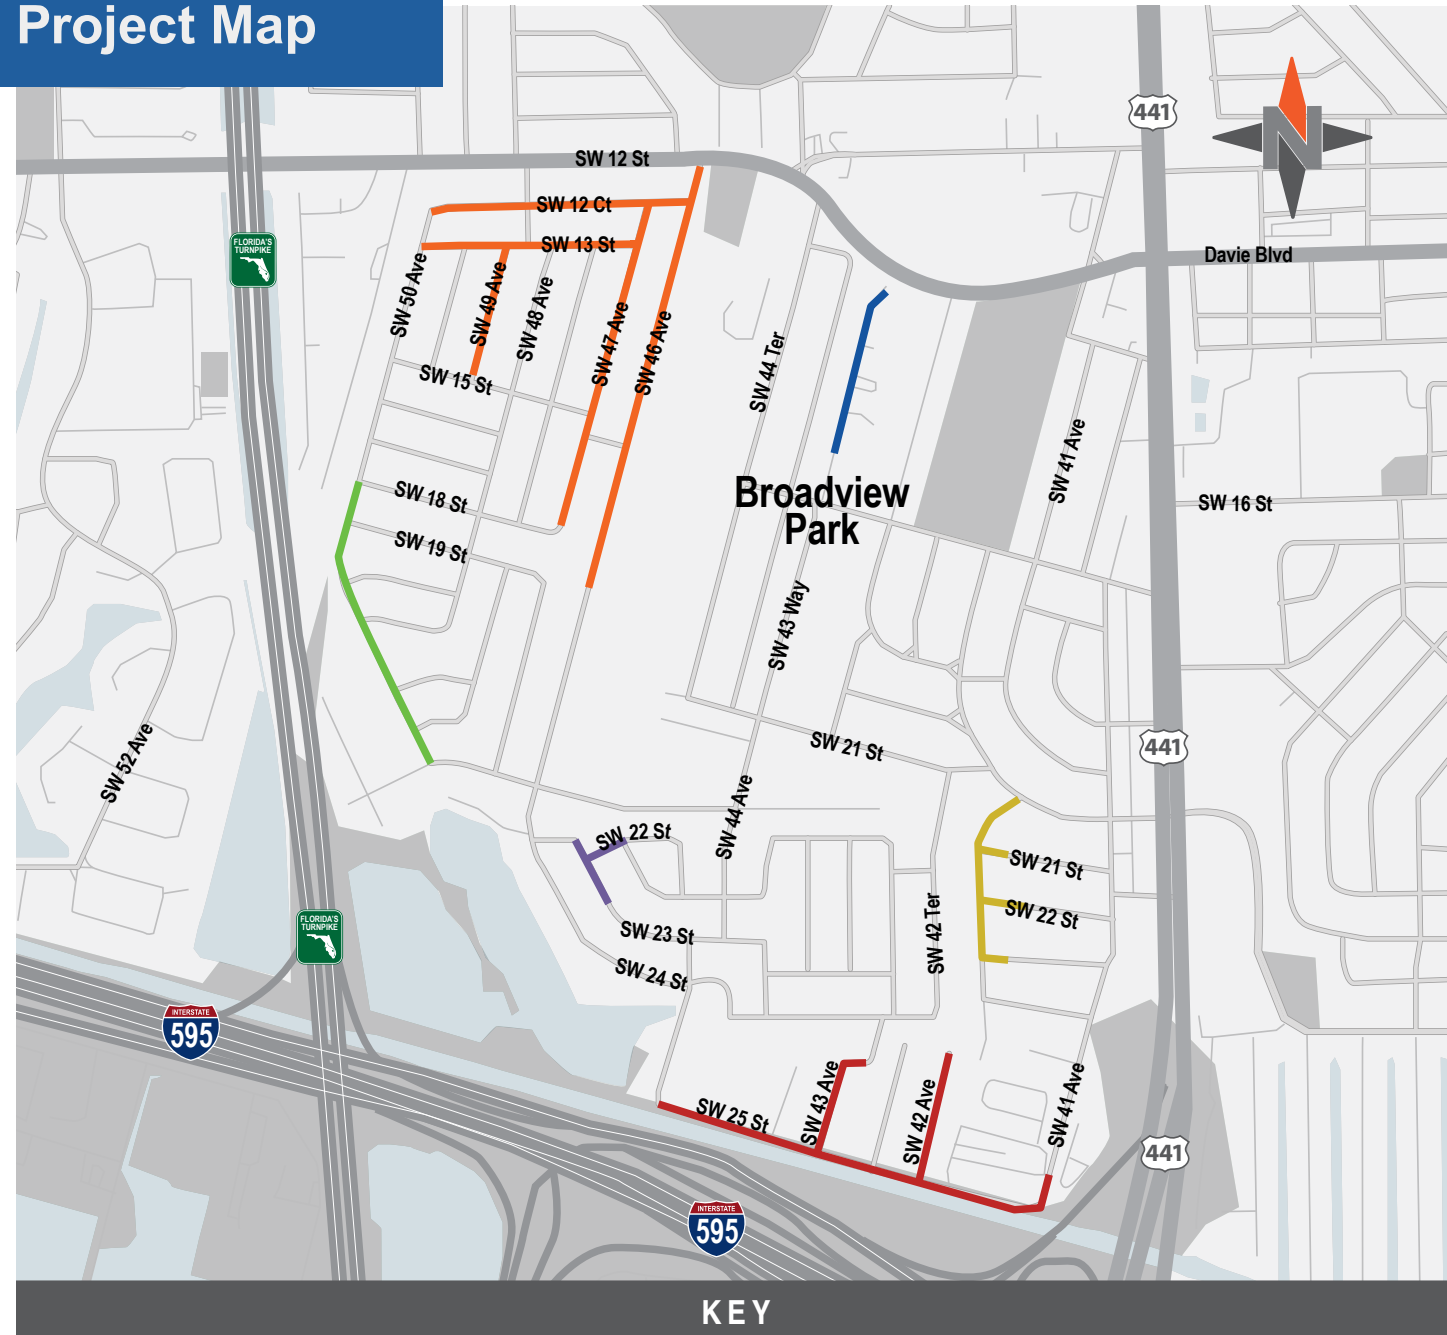 Project Map
441
SW 12 St
SW 12 Ct
SW 13 St
FLORIDA'S
TURNPIKE
Davie Blvd
SW 50 Ave
SW 49 Ave
SW 48 Ave
SW 47 Ave
SW 46 Ave
SW 44 Ter
SW 15 St
SW 41 Ave
SW 18 St
Broadview
Park
SW 16 St
SW 19 St
SW 43 Way
SW 52 Ave
SW 21 St
441
SW 44 Ave
SW 22 St
SW 21 St
SW 22 St
SW 42 Ter
SW 23 St
FLORIDA'S
TURNPIKE
SW 24 St
INTERSTATE
595
SW 25 St
SW 43 Ave
SW 42 Ave
SW 41 Ave
441
INTERSTATE
595
N
KEY